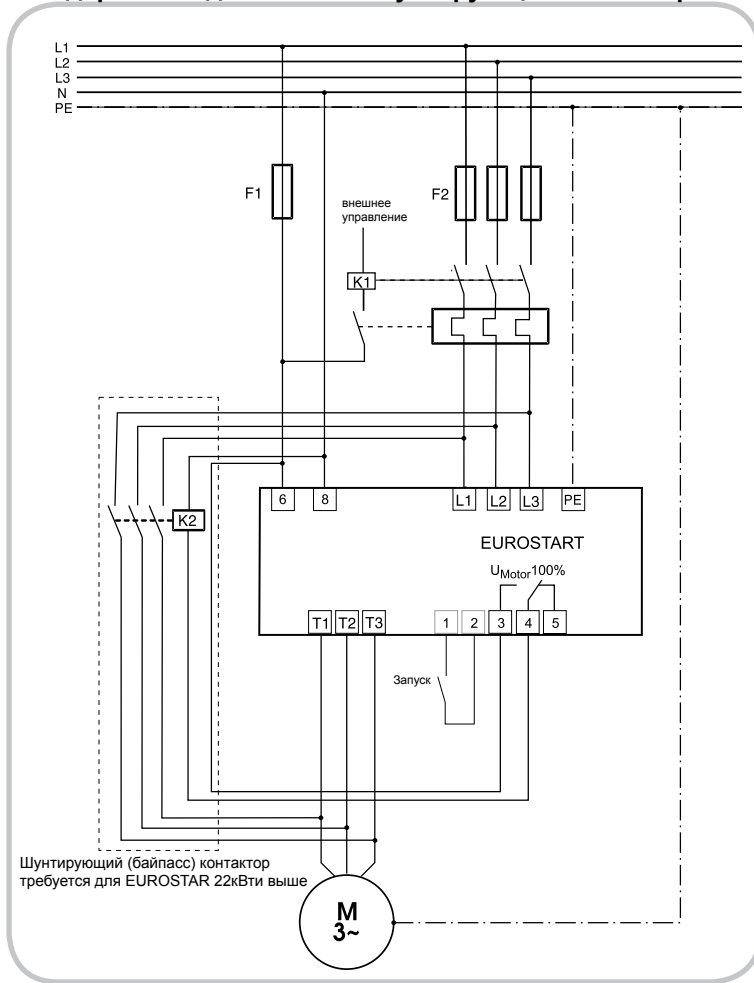 L1
L2
L3
N
PE
F1
F2
внешнее
управление
K1
6
8
L1
L2
L3
PE
K2
EUROSTART
UMotor100%
T1
T2
T3
1
2
3
4
5
Запуск
Шунтирующий (байпасс) контактор
требуется для EUROSTAR 22кВти выше
M
3~